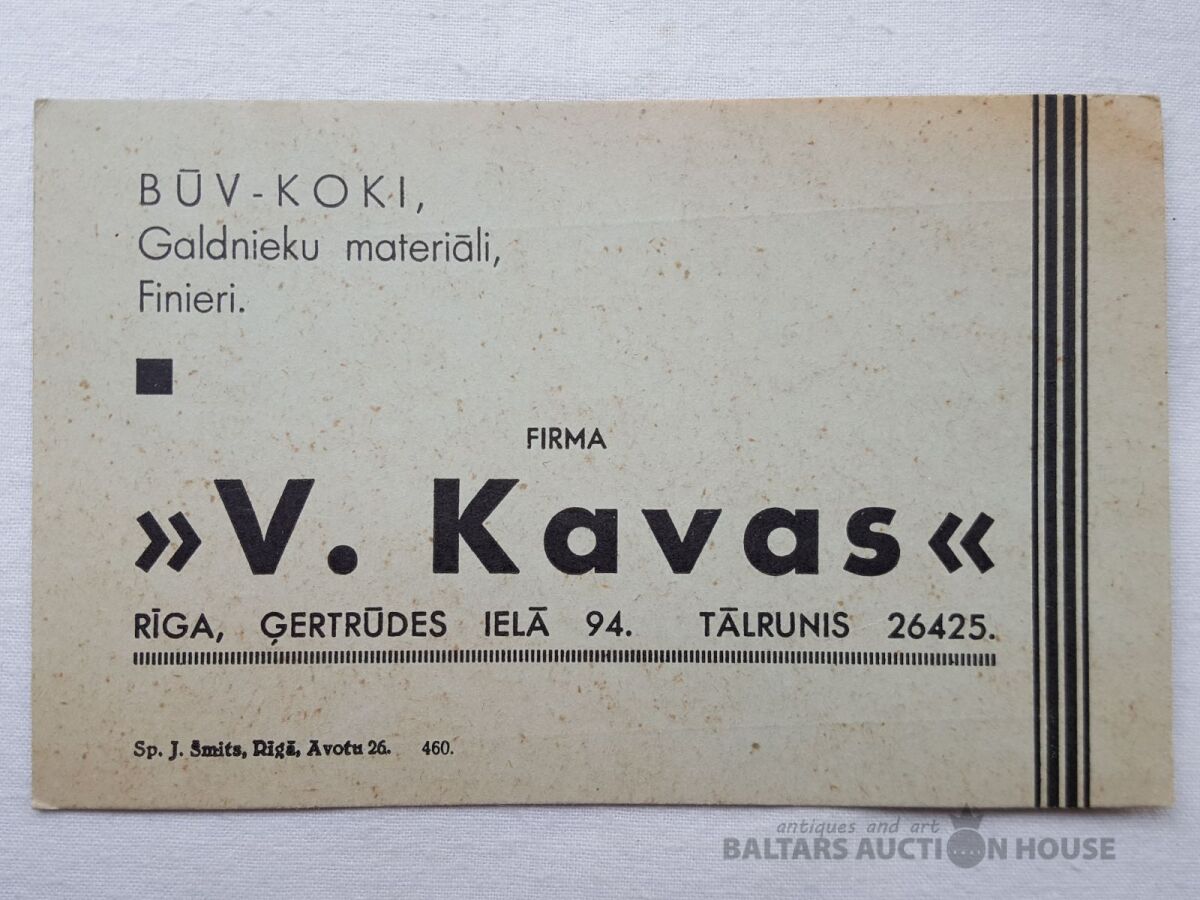 BŪV-KOKI,
Galdnieku materiāli,
Finieri.
FIRMA
»V. Kavas«
RĪGA, ĢERTRŪDES IELĀ 94. TĀLRUNIS 26425.
Sp. J. Šmits, Rīgā, Avotu 26. 460.
antiques and art
BALTARS AUCTION HOUSE